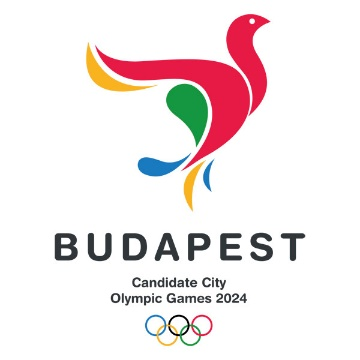 BUDAPEST
Candidate City
Olympic Games 2024